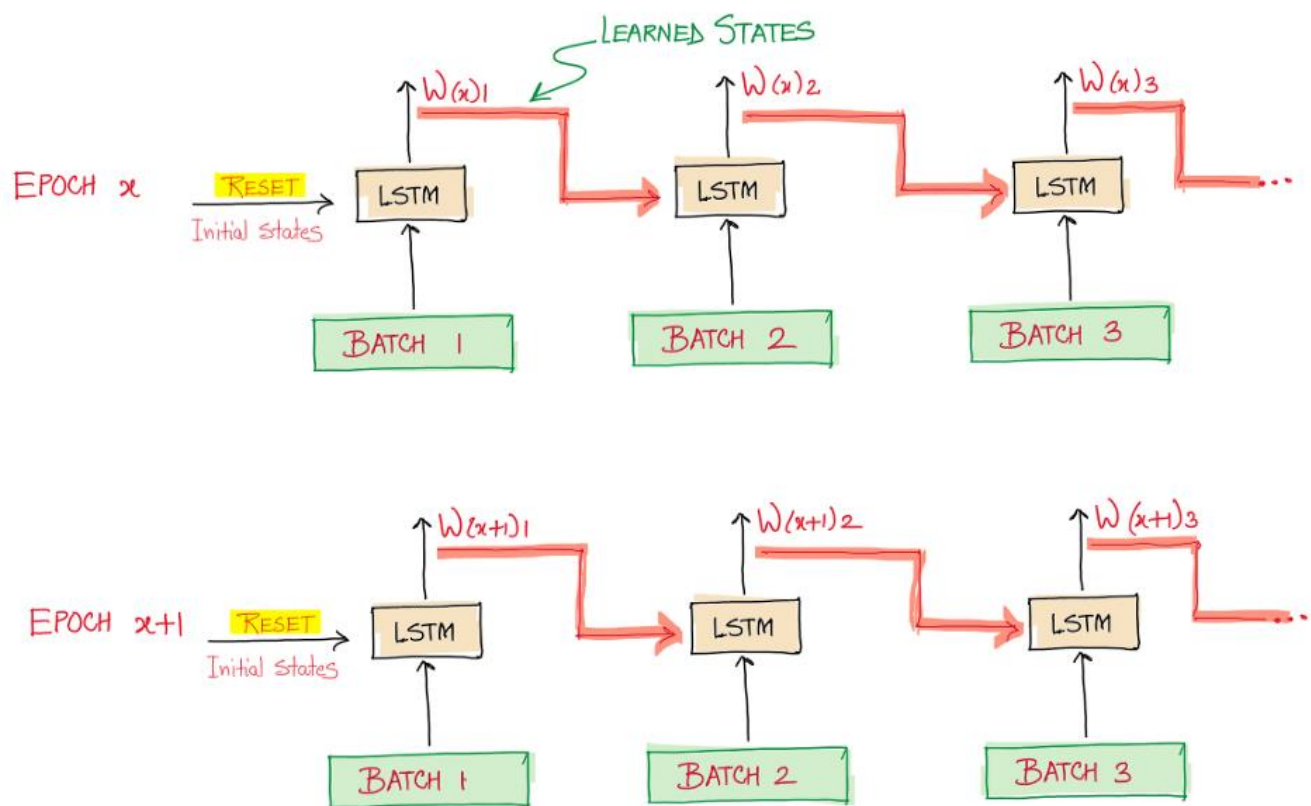 LEARNED STATES
W(x)1
W(x)2
W(x)3
EPOCH x
RESET
Initial States
LSTM
LSTM
LSTM
...
BATCH 1
BATCH 2
BATCH 3
W(x+1)1
W(x+1)2
W(x+1)3
EPOCH x+1
RESET
Initial States
LSTM
LSTM
LSTM
...
BATCH 1
BATCH 2
BATCH 3